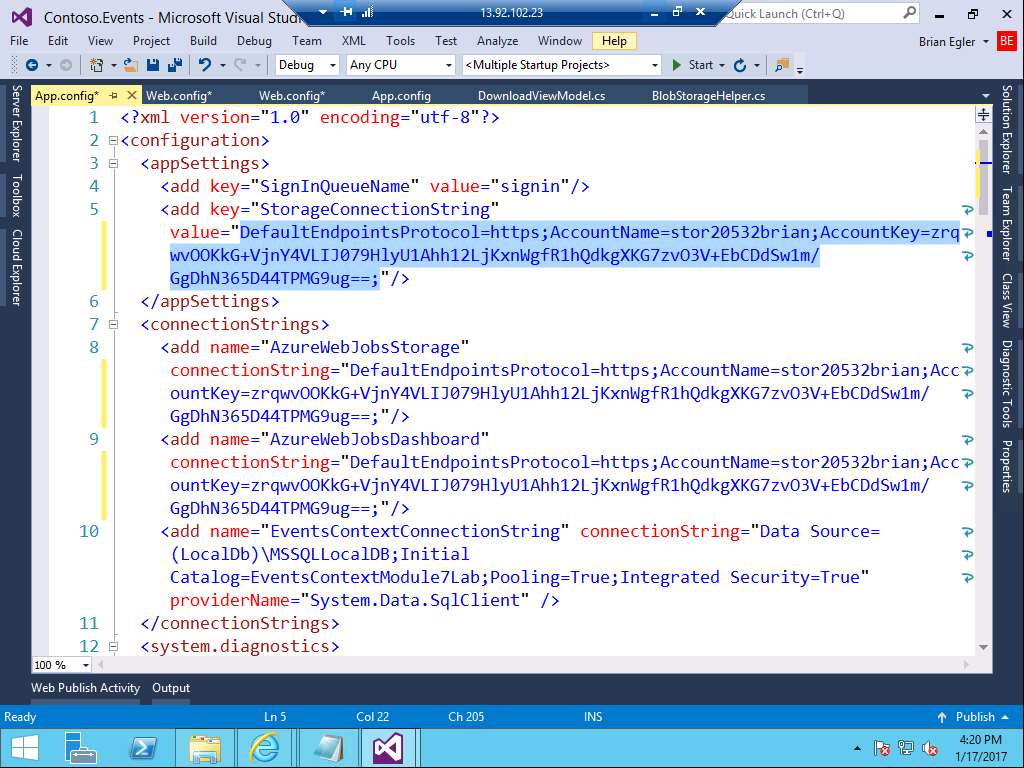 Contoso.Events - Microsoft Visual Studi
13.92.102.23
Quick Launch (Ctrl+Q)
File Edit View Project Build Debug Team XML Tools Test Analyze Window Help
Brian Egler BE
Debug Any CPU <Multiple Startup Projects> Start
App.config* Web.config* Web.config* App.config DownloadViewModel.cs BlobStorageHelper.cs
Server Explorer
Toolbox
Cloud Explorer
1 <?xml version="1.0" encoding="utf-8"?>
2 <configuration>
3 <appSettings>
4 <add key="SignInQueueName" value="signin"/>
5 <add key="StorageConnectionString"
value="DefaultEndpointsProtocol=https;AccountName=stor20532brian;AccountKey=zrq
wvOOKkG+VjnY4VLIJ079HlyU1Ahh12LjKxnWgfR1hQdkgXKG7zvO3V+EbCDdSw1m/
GgDhN365D44TPMG9ug==;"/>
6 </appSettings>
7 <connectionStrings>
8 <add name="AzureWebJobsStorage"
connectionString="DefaultEndpointsProtocol=https;AccountName=stor20532brian;Acc
ountKey=zrqwvOOKkG+VjnY4VLIJ079HlyU1Ahh12LjKxnWgfR1hQdkgXKG7zvO3V+EbCDdSw1m/
GgDhN365D44TPMG9ug==;"/>
9 <add name="AzureWebJobsDashboard"
connectionString="DefaultEndpointsProtocol=https;AccountName=stor20532brian;Acc
ountKey=zrqwvOOKkG+VjnY4VLIJ079HlyU1Ahh12LjKxnWgfR1hQdkgXKG7zvO3V+EbCDdSw1m/
GgDhN365D44TPMG9ug==;"/>
10 <add name="EventsContextConnectionString" connectionString="Data Source=
(LocalDb)\MSSQLLocalDB;Initial
Catalog=EventsContextModule7Lab;Pooling=True;Integrated Security=True"
providerName="System.Data.SqlClient" />
11 </connectionStrings>
12 <system.diagnostics>
Solution Explorer
Team Explorer
Class View
Diagnostic Tools
Properties
100 %
Web Publish Activity Output
Ready Ln 5 Col 22 Ch 205 INS Publish
4:20 PM
1/17/2017